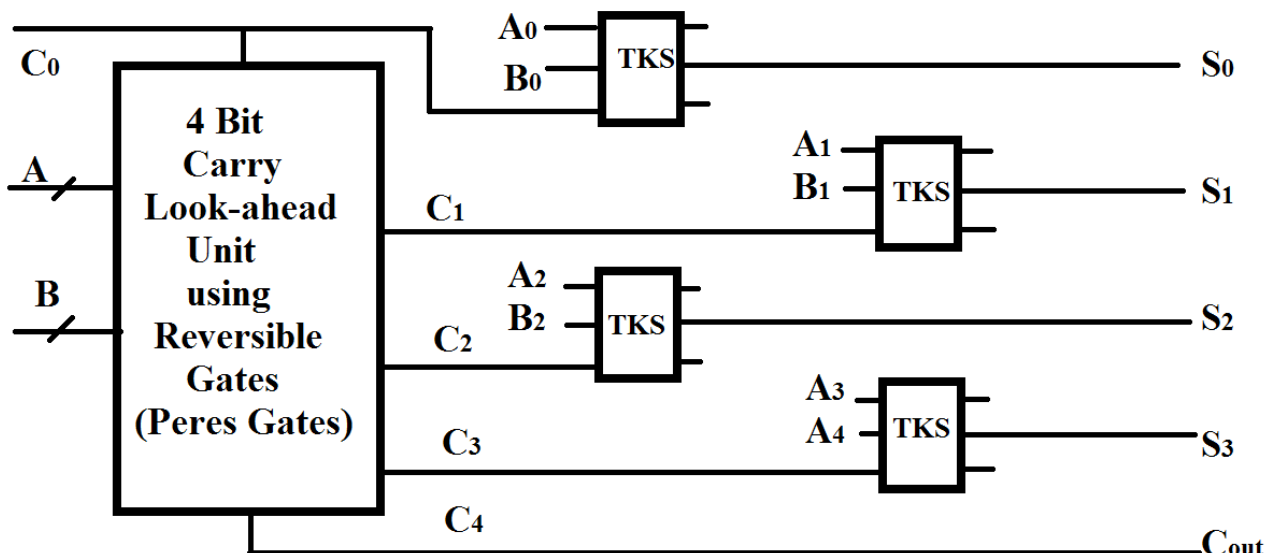 C0
A
B
4 Bit
Carry
Look-ahead
Unit
using
Reversible
Gates
(Peres Gates)
A0
B0
TKS
S0
A1
B1
TKS
S1
C1
A2
B2
TKS
S2
C2
A3
A4
TKS
S3
C3
C4
Cout